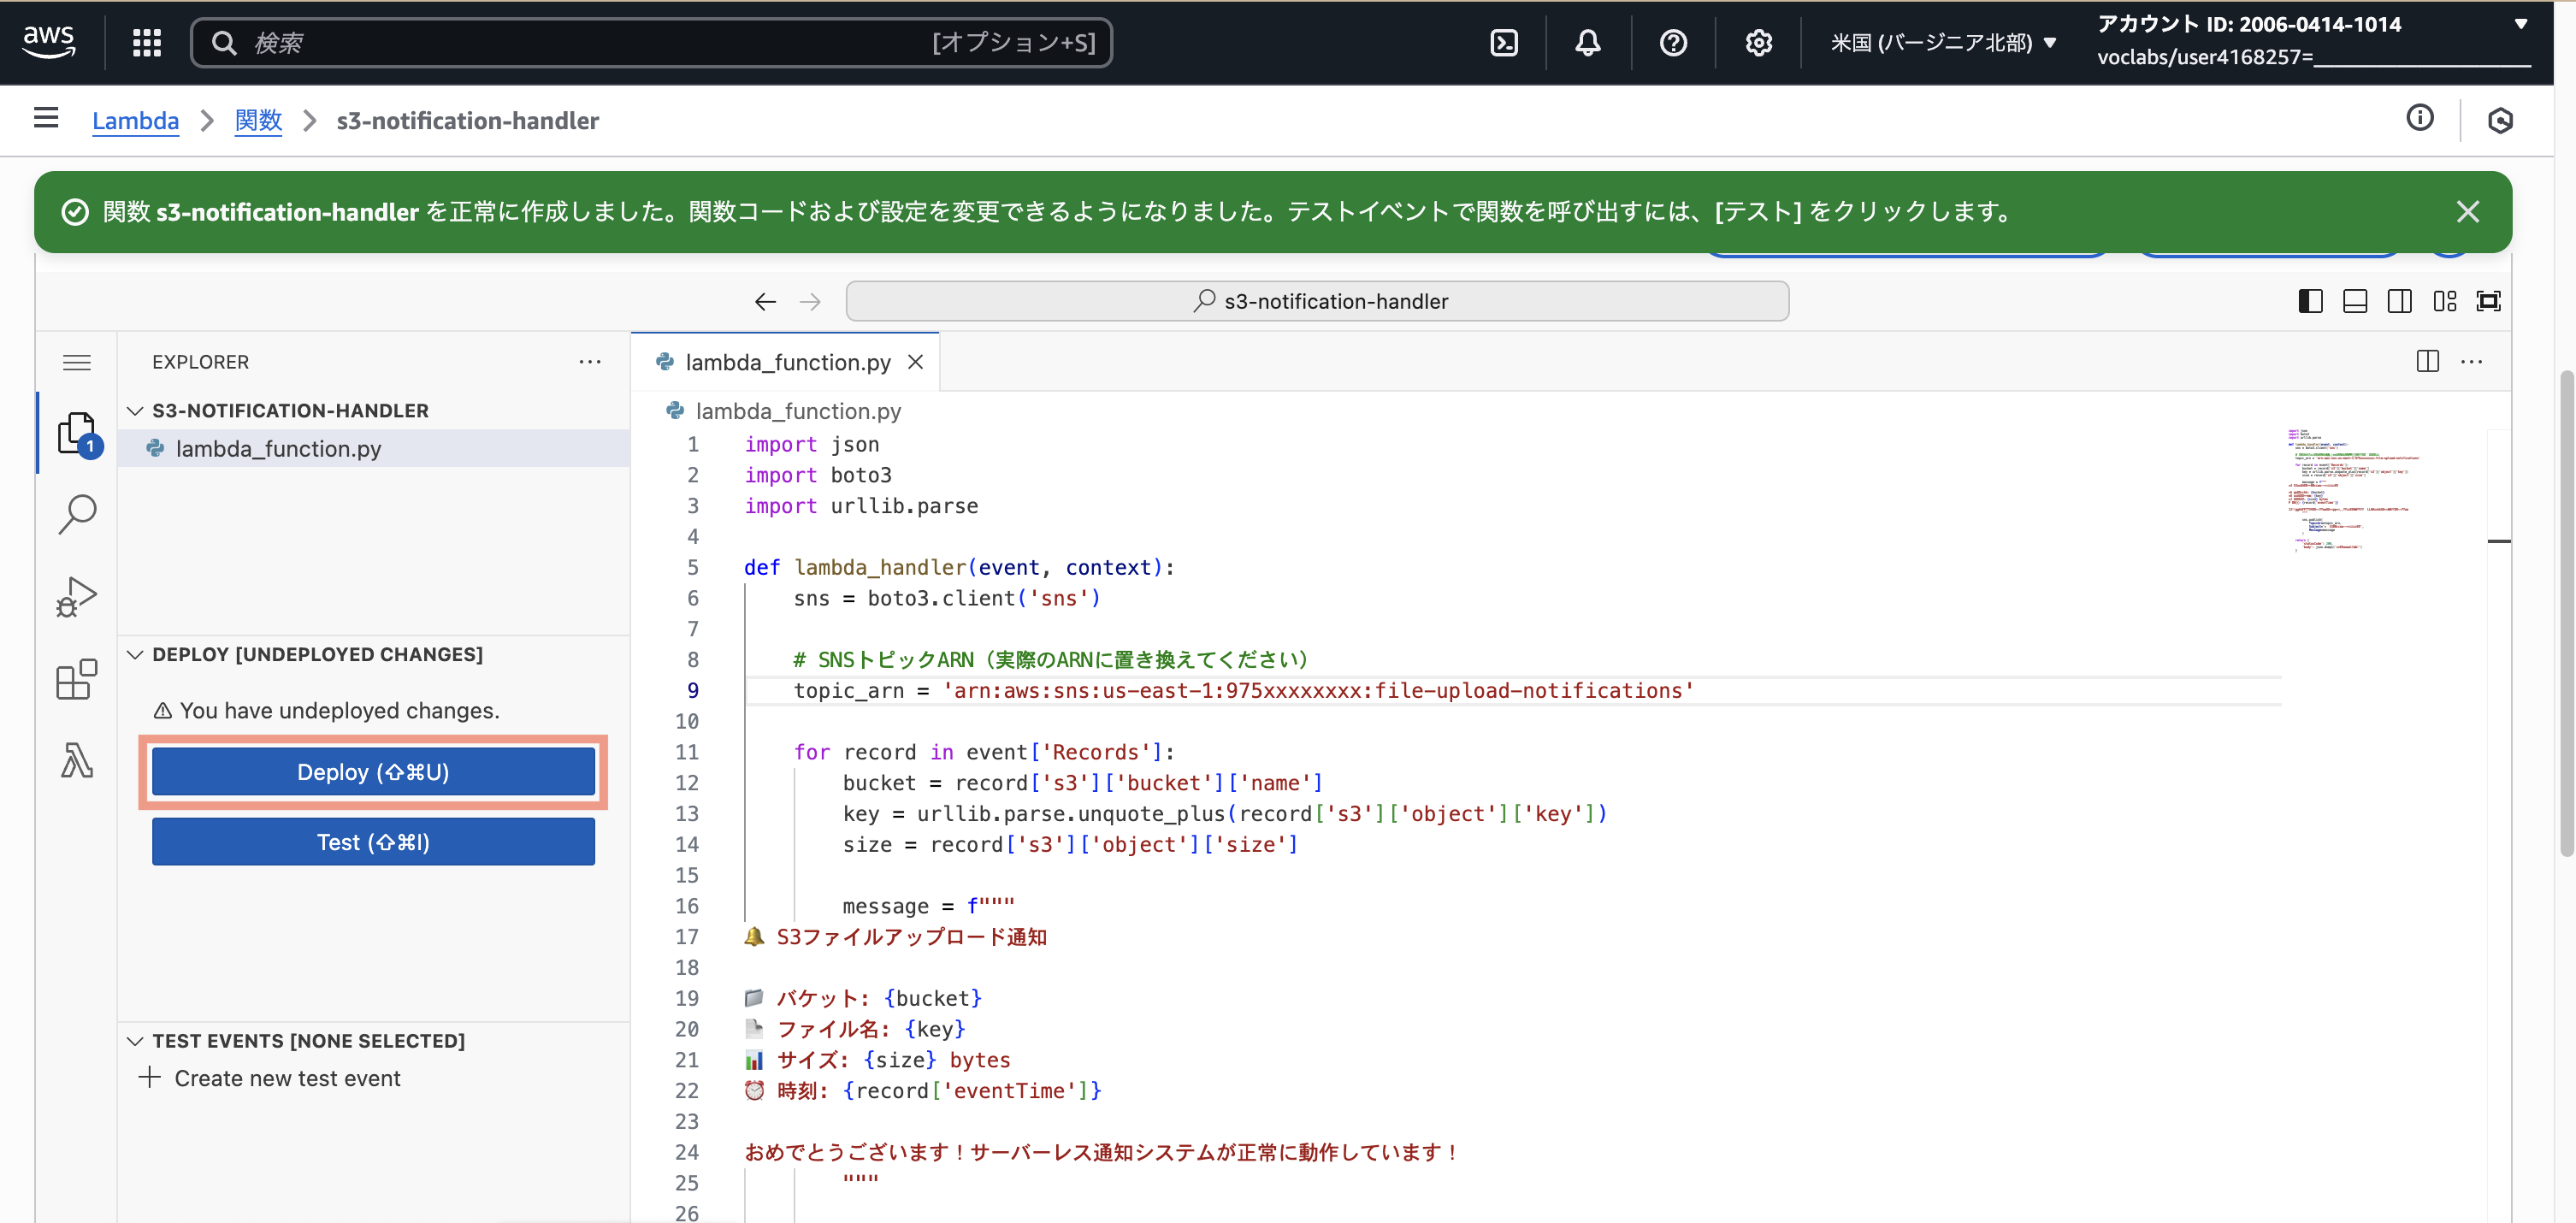 aws
検索
[オプション+S]
米国 (バージニア北部) ▼
アカウント ID: 2006-0414-1014
voclabs/user4168257=____________________
Lambda > 関数 > s3-notification-handler
関数 s3-notification-handler を正常に作成しました。関数コードおよび設定を変更できるようになりました。テストイベントで関数を呼び出すには、[テスト] をクリックします。
s3-notification-handler
EXPLORER
S3-NOTIFICATION-HANDLER
lambda_function.py
1
DEPLOY [UNDEPLOYED CHANGES]
You have undeployed changes.
Deploy (⇧⌘U)
Test (⇧⌘I)
TEST EVENTS [NONE SELECTED]
Create new test event
lambda_function.py
lambda_function.py
1 import json
2 import boto3
3 import urllib.parse
4
5 def lambda_handler(event, context):
6 sns = boto3.client('sns')
7
8 # SNSトピックARN（実際のARNに置き換えてください）
9 topic_arn = 'arn:aws:sns:us-east-1:975xxxxxxxx:file-upload-notifications'
10
11 for record in event['Records']:
12 bucket = record['s3']['bucket']['name']
13 key = urllib.parse.unquote_plus(record['s3']['object']['key'])
14 size = record['s3']['object']['size']
15
16 message = f"""
17 🔔 S3ファイルアップロード通知
18
19 📁 バケット: {bucket}
20 📄 ファイル名: {key}
21 📊 サイズ: {size} bytes
22 ⏰ 時刻: {record['eventTime']}
23
24 おめでとうございます！サーバーレス通知システムが正常に動作しています！
25 """
26